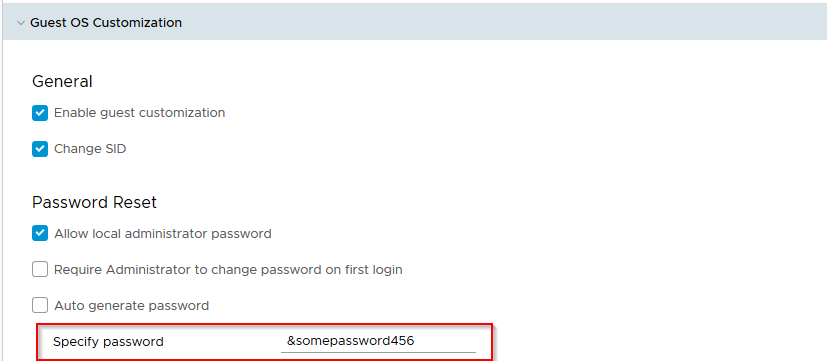 Guest OS Customization
General
Enable guest customization
Change SID
Password Reset
Allow local administrator password
Require Administrator to change password on first login
Auto generate password
Specify password &somepassword456